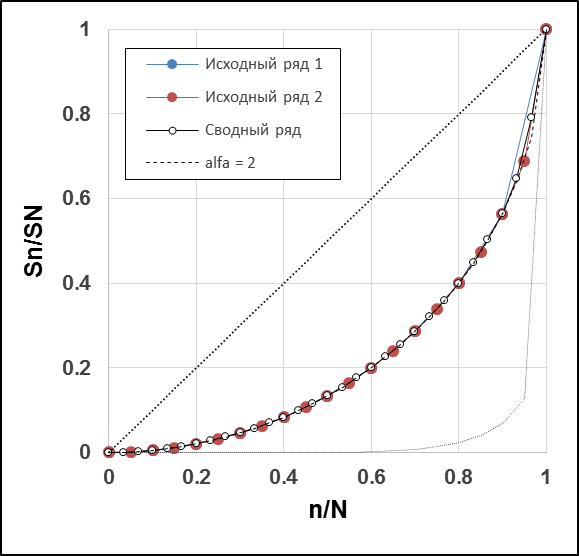 1
0.8
0.6
0.4
0.2
0
Sn/SN
Исходный ряд 1
Исходный ряд 2
Сводный ряд
alfa = 2
0 0.2 0.4 0.6 0.8 1
n/N